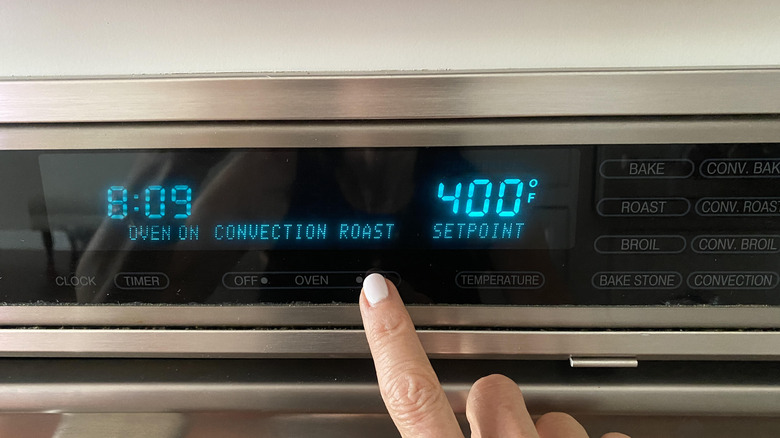 8:09 400°F
OVEN ON CONVECTION ROAST SETPOINT
BAKE CONV. BAK
ROAST CONV. ROAST
BROIL CONV. BROIL
CLOCK TIMER OFF OVEN TEMPERATURE BAKE STONE CONVECTION